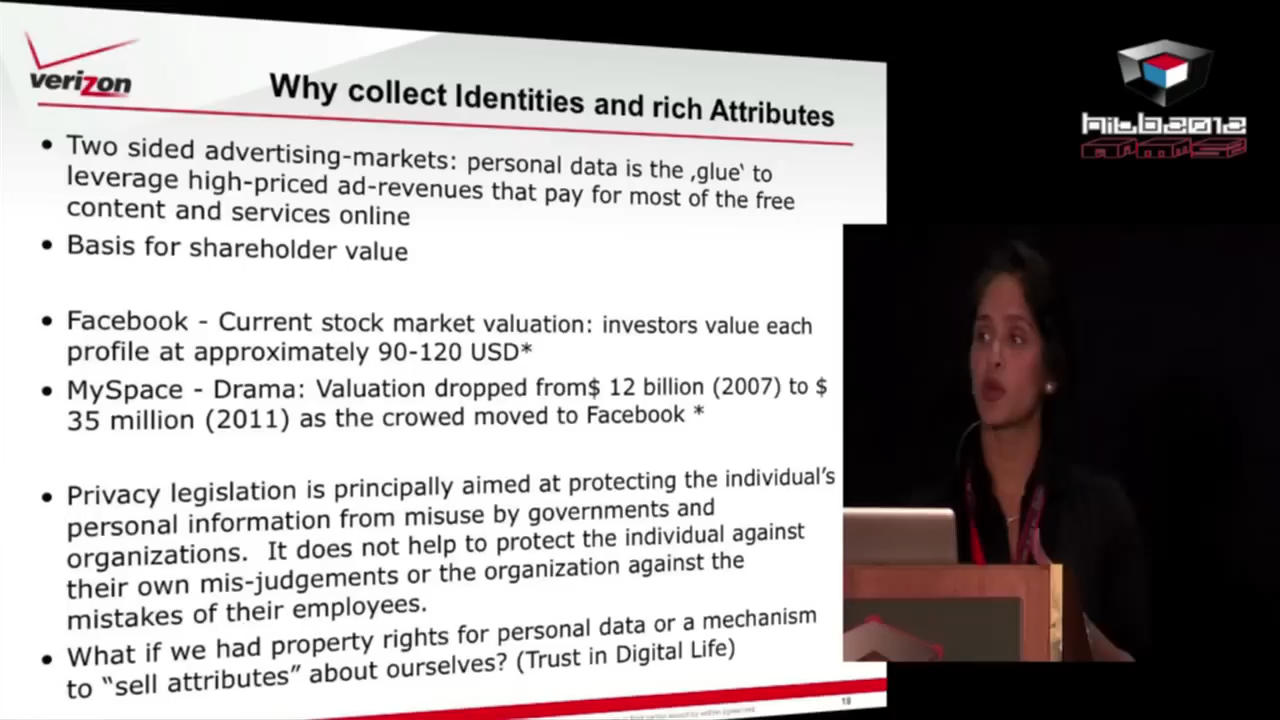 verizon
Why collect Identities and rich Attributes
• Two sided advertising-markets: personal data is the ‚glue‛ to
leverage high-priced ad-revenues that pay for most of the free
content and services online
• Basis for shareholder value
• Facebook - Current stock market valuation: investors value each
profile at approximately 90-120 USD*
• MySpace - Drama: Valuation dropped from$ 12 billion (2007) to $
35 million (2011) as the crowed moved to Facebook *
• Privacy legislation is principally aimed at protecting the individual's
personal information from misuse by governments and
organizations. It does not help to protect the individual against
their own mis-judgements or the organization against the
mistakes of their employees.
• What if we had property rights for personal data or a mechanism
to “sell attributes” about ourselves? (Trust in Digital Life)
18
hitb2012